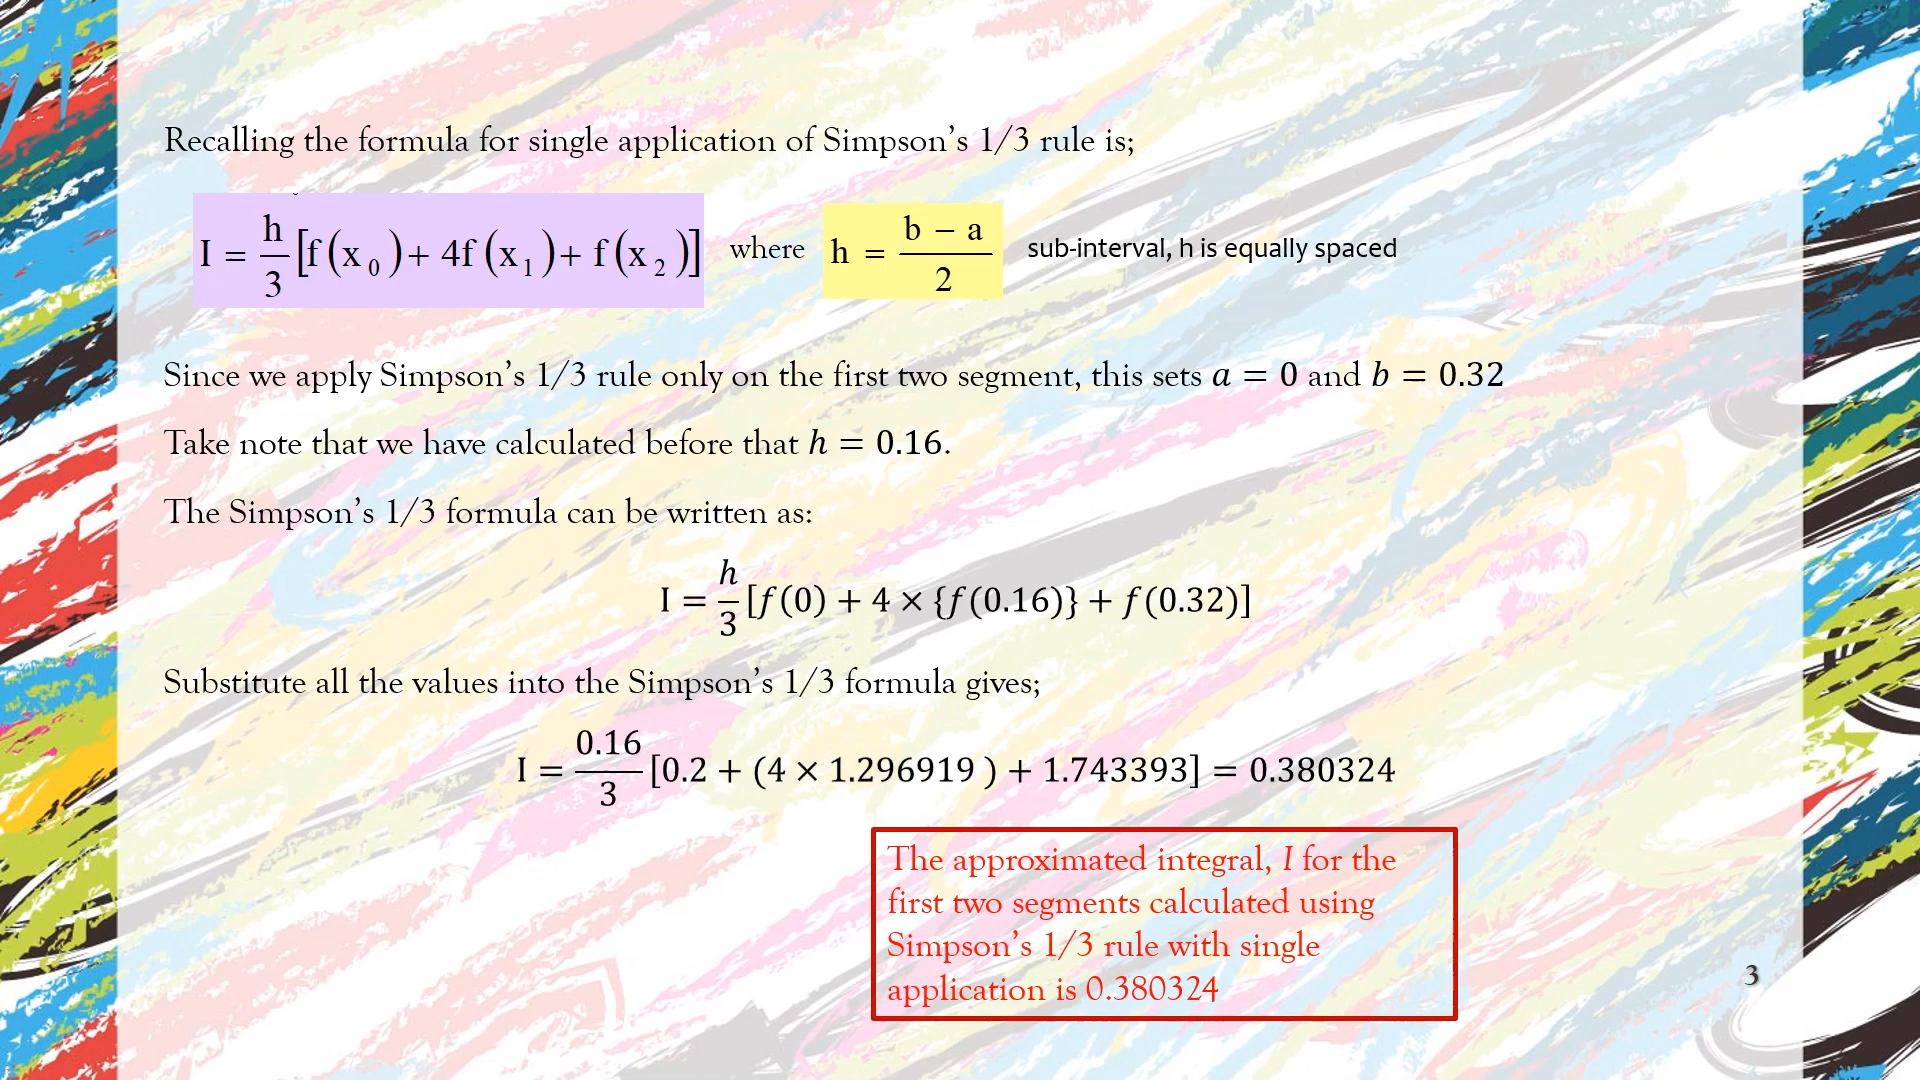 Recalling the formula for single application of Simpson's 1/3 rule is;
I = h/3 [f(x₀) + 4f(x₁) + f(x₂)] where h = b − a / 2 sub-interval, h is equally spaced
Since we apply Simpson's 1/3 rule only on the first two segment, this sets a = 0 and b = 0.32
Take note that we have calculated before that h = 0.16.
The Simpson's 1/3 formula can be written as:
I = h/3 [f(0) + 4 × {f(0.16)} + f(0.32)]
Substitute all the values into the Simpson's 1/3 formula gives;
I = 0.16/3 [0.2 + (4 × 1.296919 ) + 1.743393] = 0.380324
The approximated integral, I for the
first two segments calculated using
Simpson's 1/3 rule with single
application is 0.380324
3